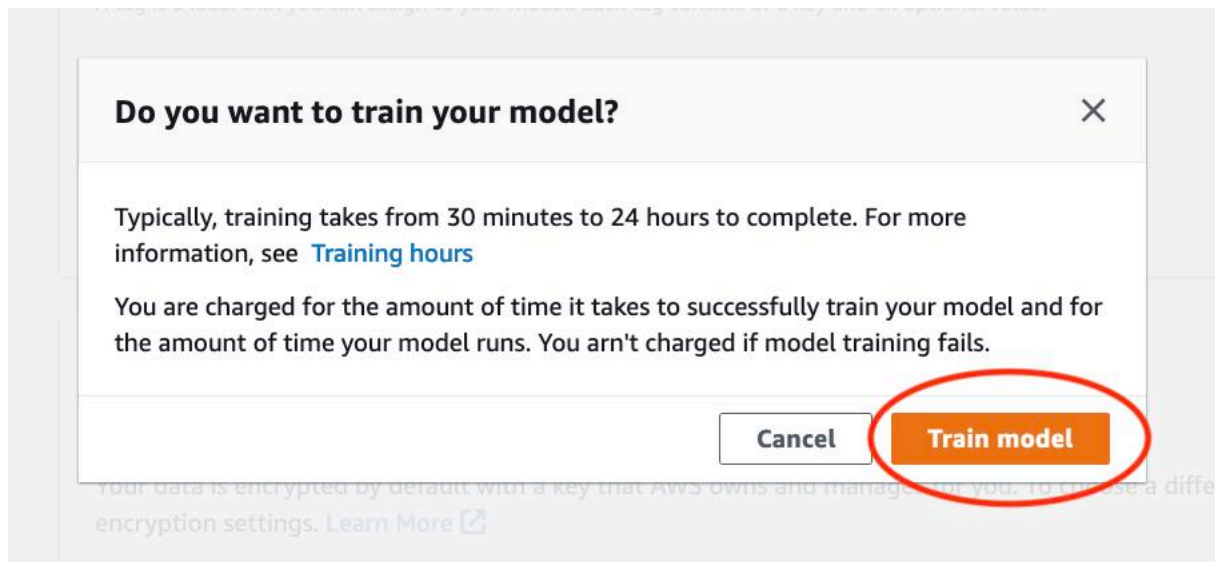 Do you want to train your model?
Typically, training takes from 30 minutes to 24 hours to complete. For more
information, see Training hours
You are charged for the amount of time it takes to successfully train your model and for
the amount of time your model runs. You arn't charged if model training fails.
Cancel Train model
Your data is encrypted by default with a key that AWS owns and manages for you. To choose a diffe
encryption settings. Learn More